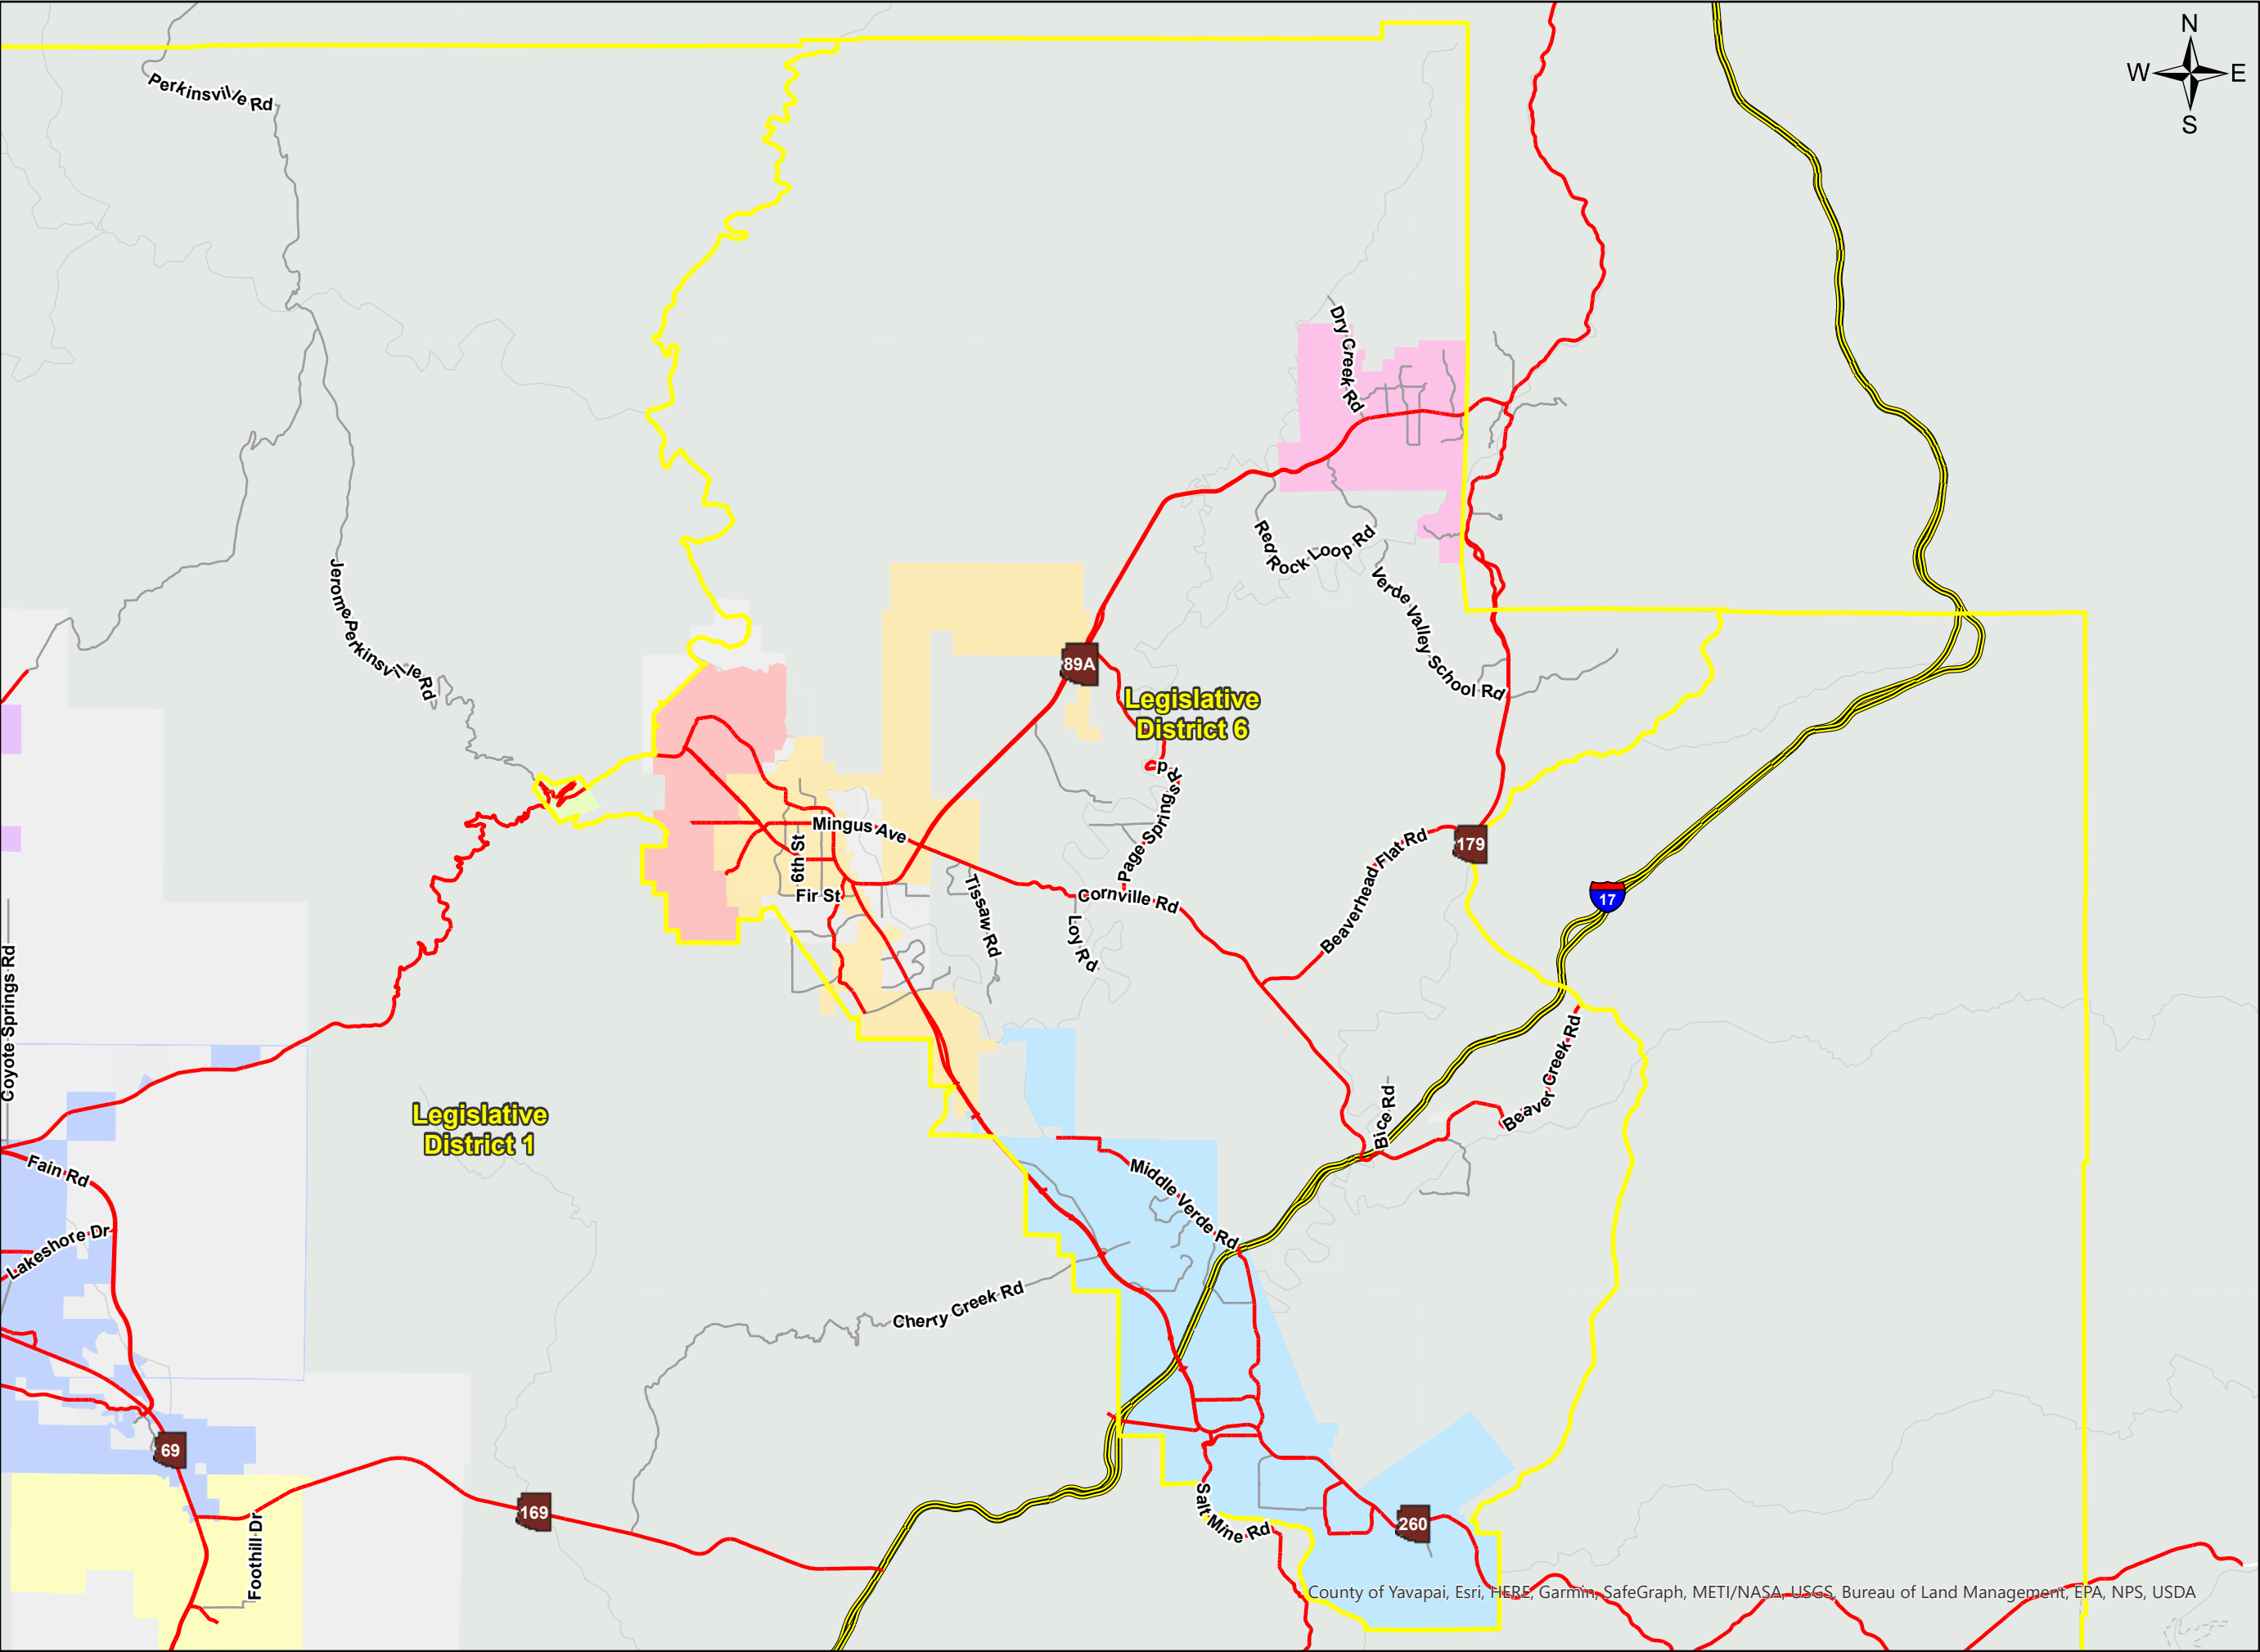 N
W E
S
Perkinsville Rd
Dry Creek Rd
Red Rock Loop Rd
Verde Valley School Rd
Jerome Perkinsville Rd
89A
Legislative
District 6
Page Springs Rd
Mingus Ave
6th St
Fir St
Tissaw Rd
Cornville Rd
Loy Rd
Beaverhead Flat Rd
179
17
Coyote Springs Rd
Beaver Creek Rd
Bice Rd
Legislative
District 1
Fain Rd
Lakeshore Dr
Middle Verde Rd
Cherry Creek Rd
69
169
Foothill Dr
Salt Mine Rd
260
County of Yavapai, Esri, HERE, Garmin, SafeGraph, METI/NASA, USGS, Bureau of Land Management, EPA, NPS, USDA